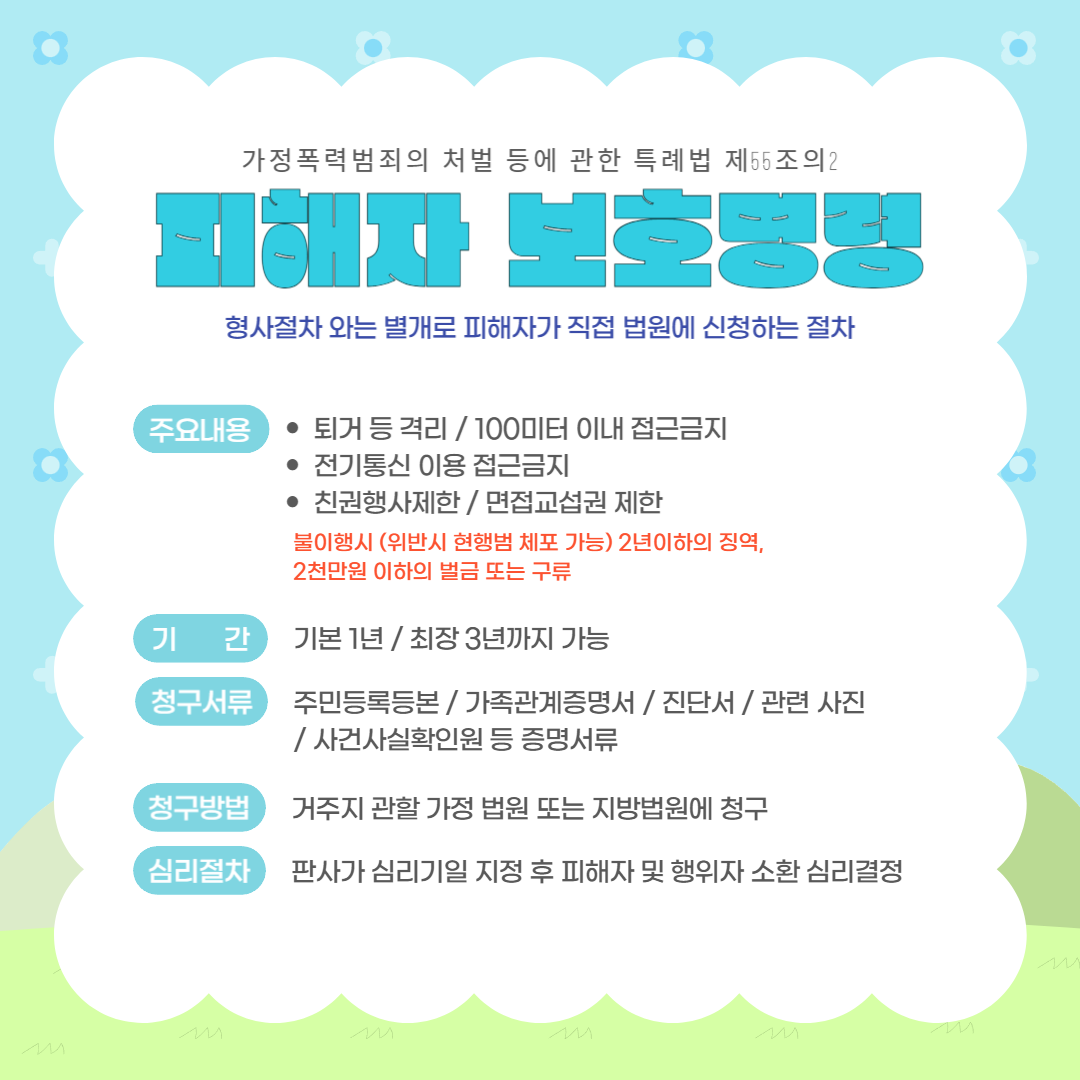 가정폭력범죄의 처벌 등에 관한 특례법 제55조의2
피해자 보호명령
형사절차 와는 별개로 피해자가 직접 법원에 신청하는 절차
주요내용
• 퇴거 등 격리 / 100미터 이내 접근금지
• 전기통신 이용 접근금지
• 친권행사제한 / 면접교섭권 제한
불이행시 (위반시 현행범 체포 가능) 2년이하의 징역,
2천만원 이하의 벌금 또는 구류
기 간 기본 1년 / 최장 3년까지 가능
청구서류 주민등록등본 / 가족관계증명서 / 진단서 / 관련 사진
/ 사건사실확인원 등 증명서류
청구방법 거주지 관할 가정 법원 또는 지방법원에 청구
심리절차 판사가 심리기일 지정 후 피해자 및 행위자 소환 심리결정